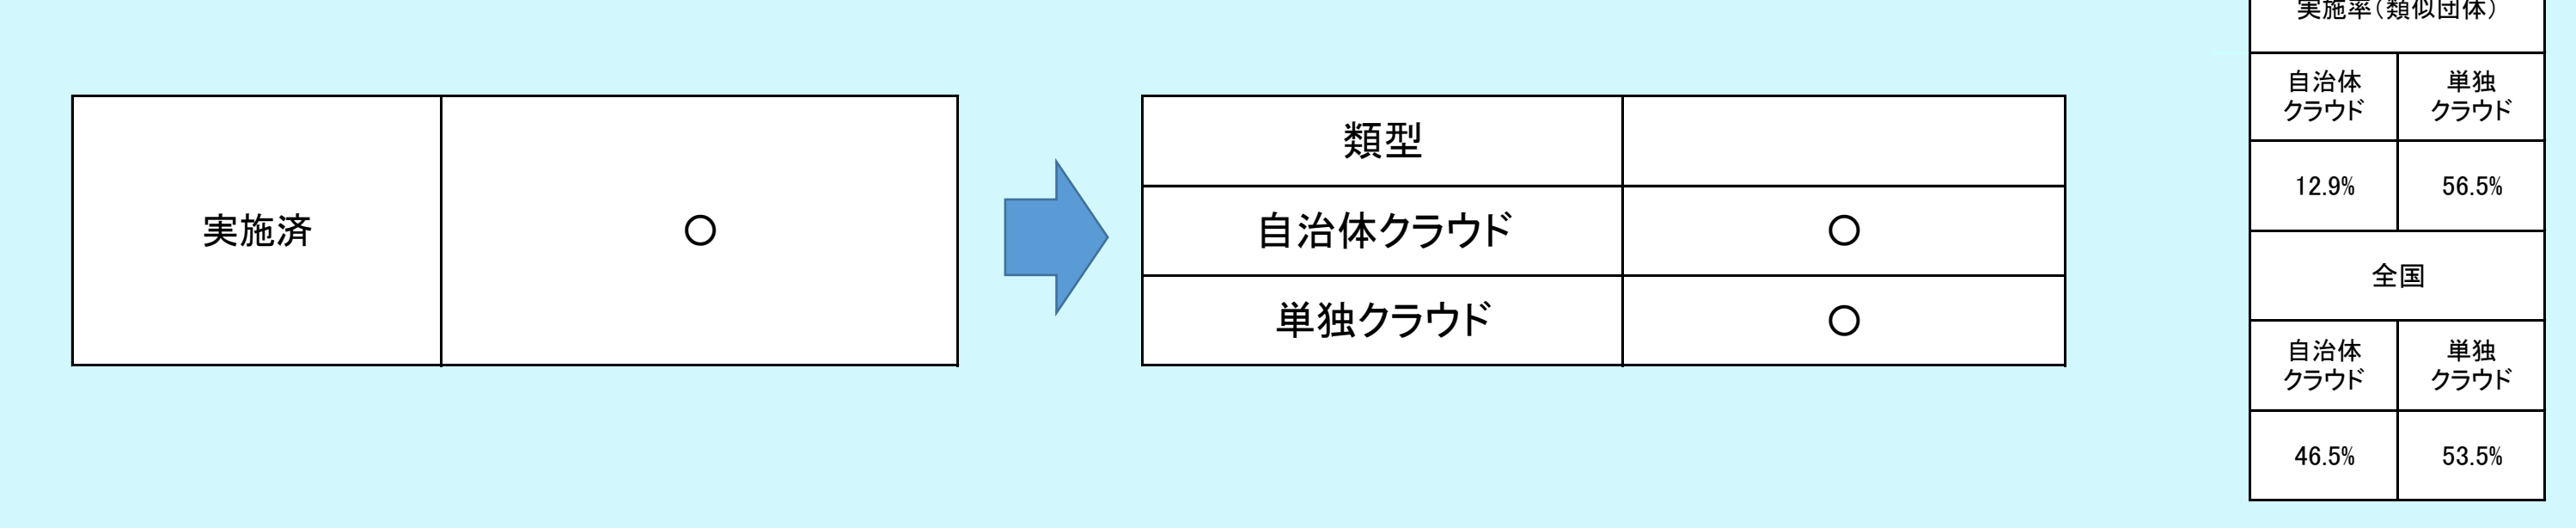 実施済
○
類型
自治体クラウド
○
単独クラウド
○
実施率(類似団体)
自治体
クラウド
単独
クラウド
12.9%
56.5%
全国
自治体
クラウド
単独
クラウド
46.5%
53.5%